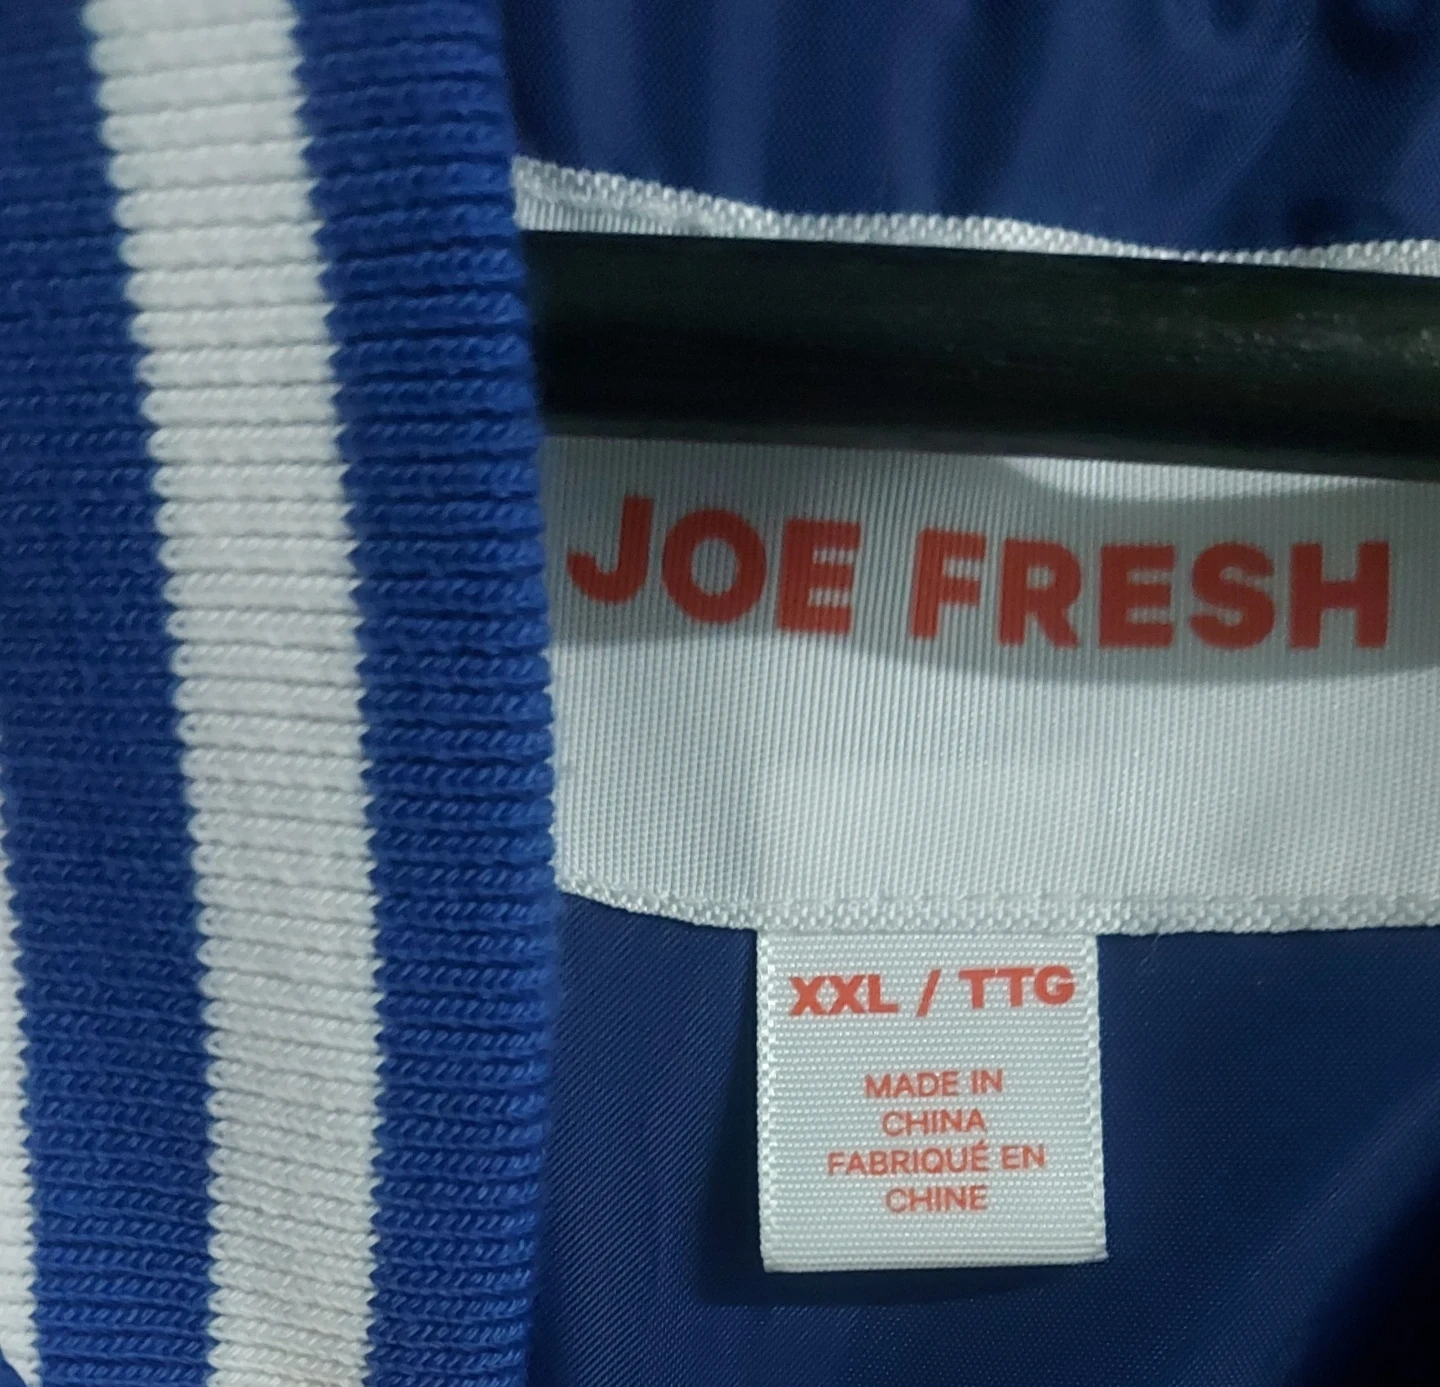 JOE FRESH
XXL / TTG
MADE IN
CHINA
FABRIQUÉ EN
CHINE